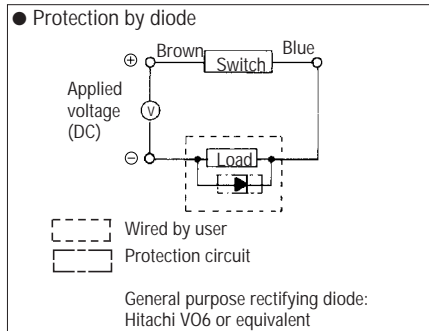 ● Protection by diode
⊕ Brown Switch Blue
Applied
voltage
(DC)
V
⊖ Load
Wired by user
Protection circuit
General purpose rectifying diode:
Hitachi VO6 or equivalent